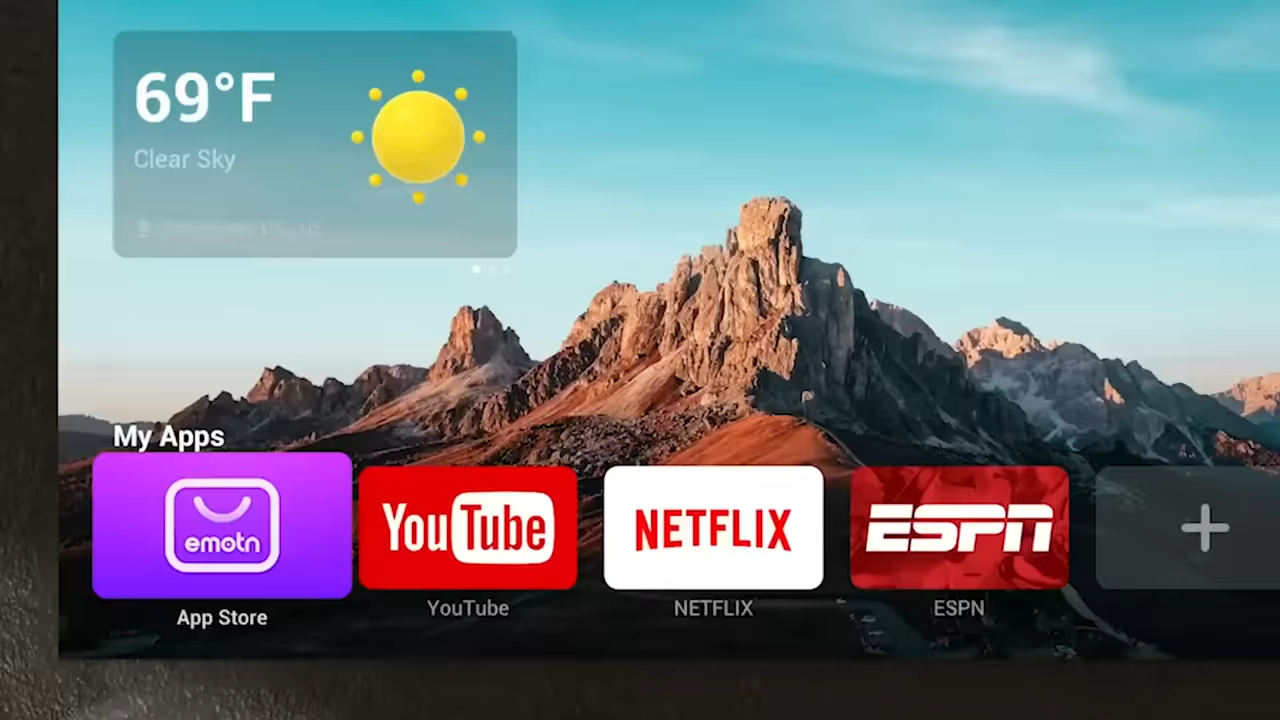 69°F
Clear Sky
My Apps
emotn
YouTube
NETFLIX
ESPN
App Store
YouTube
NETFLIX
ESPN